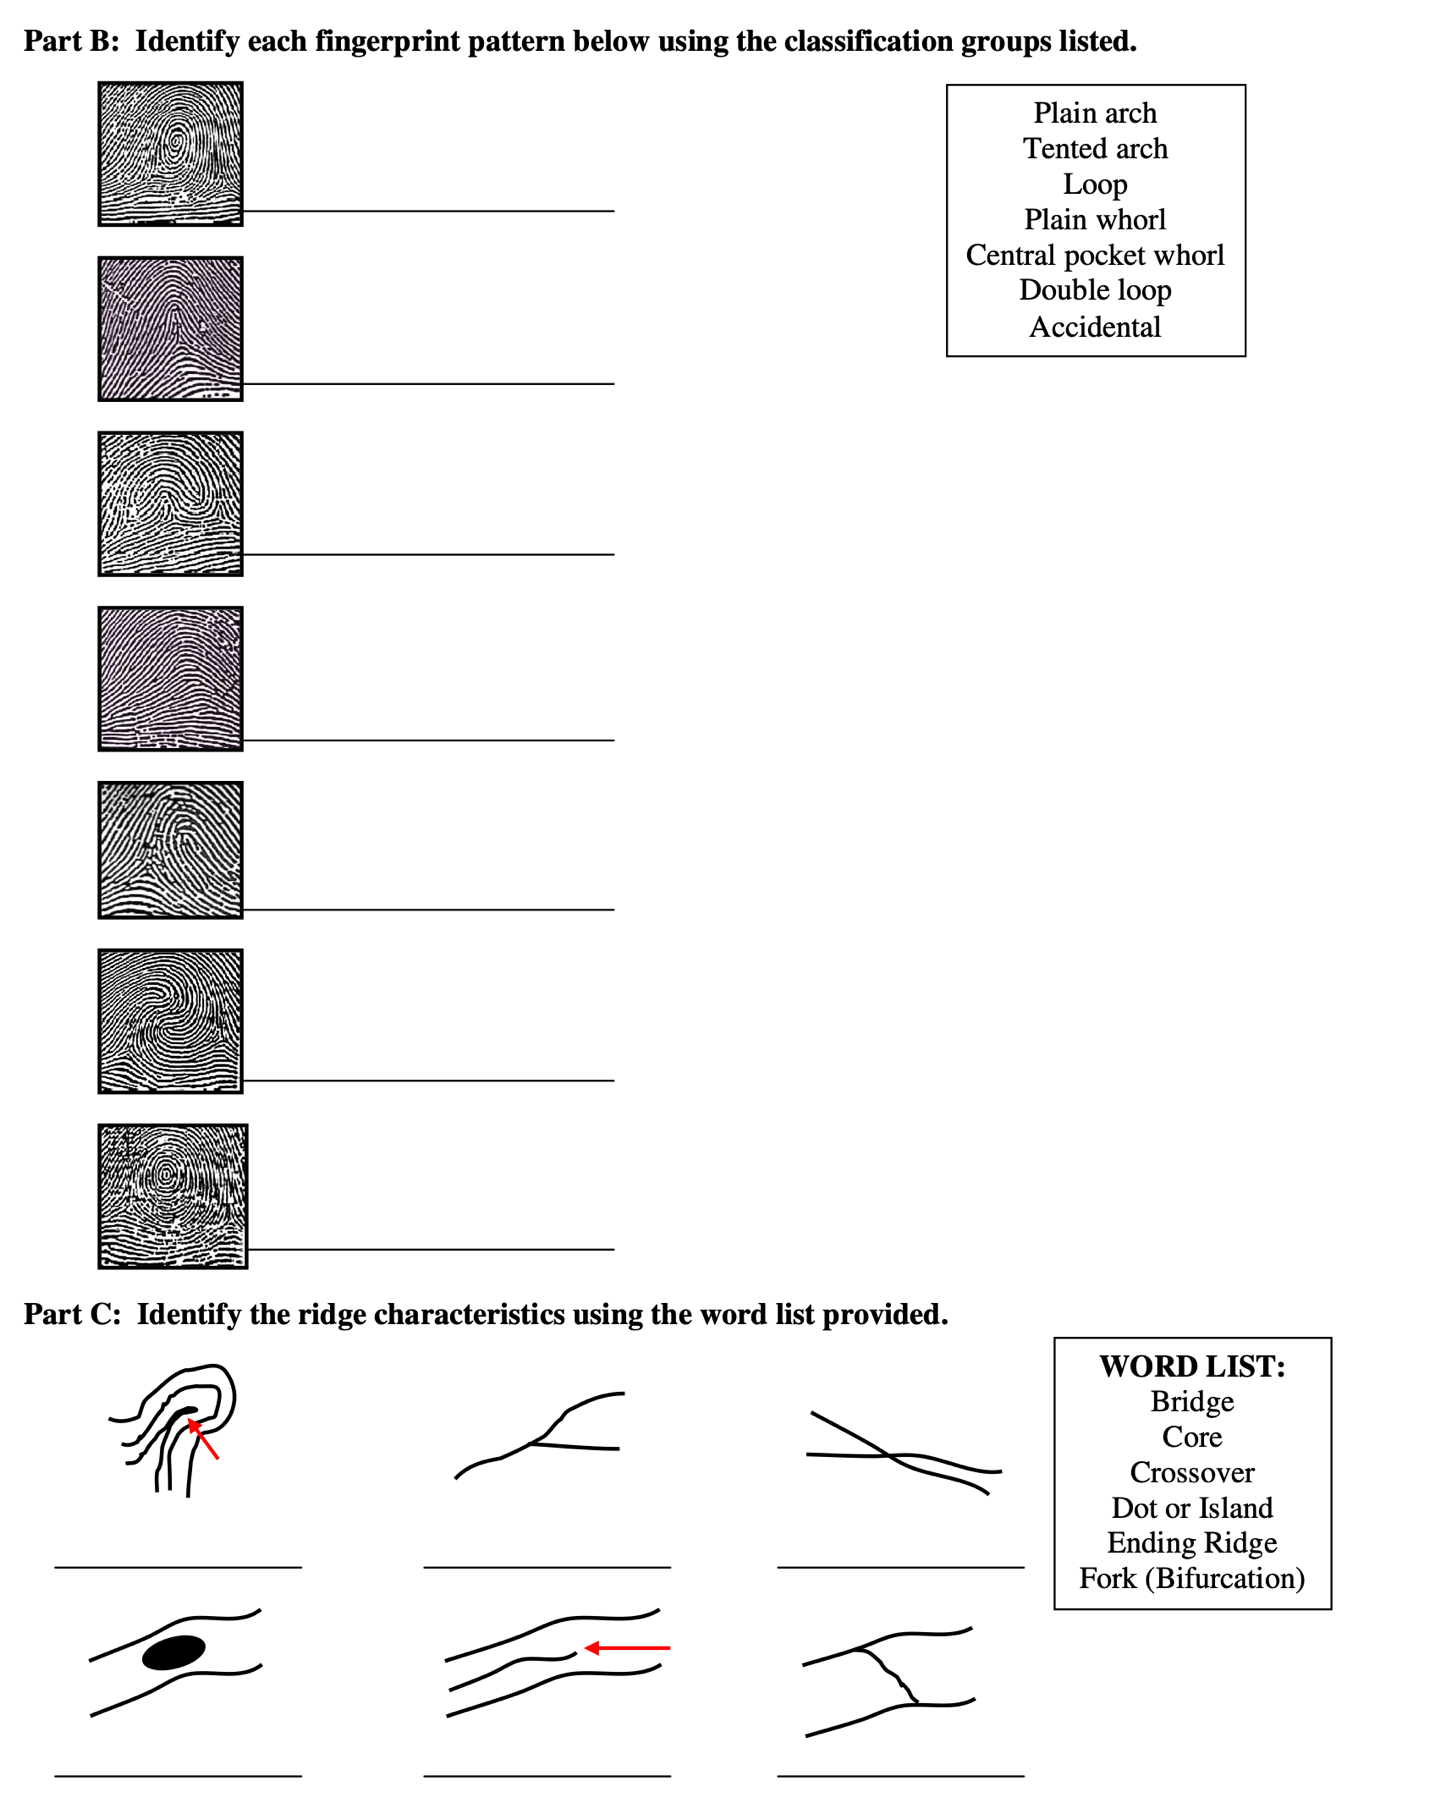 Part B: Identify each fingerprint pattern below using the classification groups listed.
Plain arch
Tented arch
Loop
Plain whorl
Central pocket whorl
Double loop
Accidental
Part C: Identify the ridge characteristics using the word list provided.
WORD LIST:
Bridge
Core
Crossover
Dot or Island
Ending Ridge
Fork (Bifurcation)